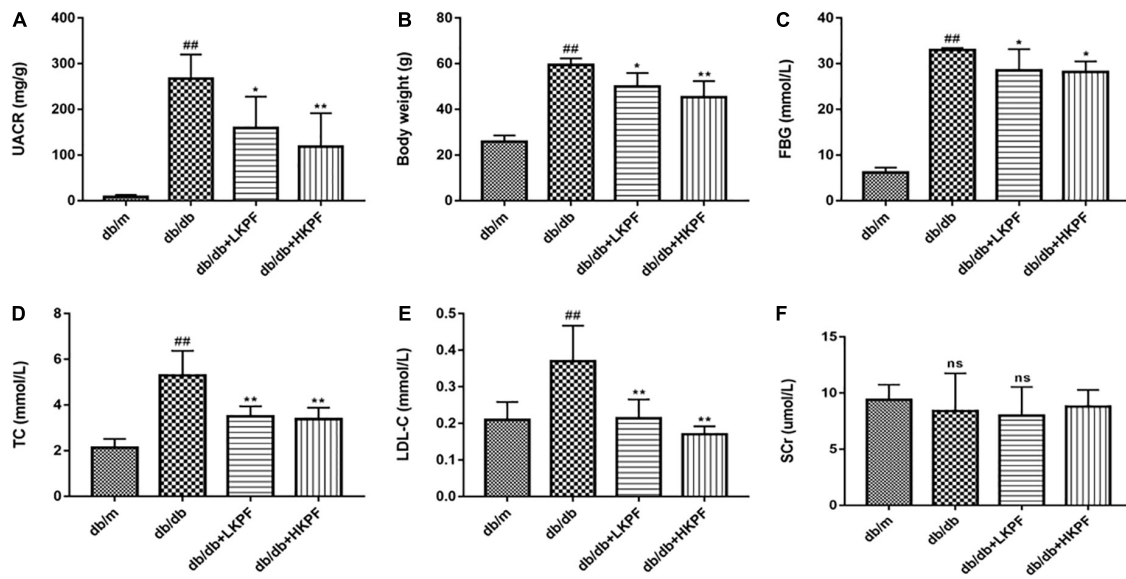 A
UACR (mg/g)
400
300
200
100
0
##
*
**
db/m
db/db
db/db+LKPF
db/db+HKPF
B
Body weight (g)
80
60
40
20
0
##
*
**
db/m
db/db
db/db+LKPF
db/db+HKPF
C
FBG (mmol/L)
40
30
20
10
0
##
*
*
db/m
db/db
db/db+LKPF
db/db+HKPF
D
TC (mmol/L)
8
6
4
2
0
##
**
**
db/m
db/db
db/db+LKPF
db/db+HKPF
E
LDL-C (mmol/L)
0.5
0.4
0.3
0.2
0.1
0.0
##
**
**
db/m
db/db
db/db+LKPF
db/db+HKPF
F
SCr (umol/L)
15
10
5
0
ns
ns
db/m
db/db
db/db+LKPF
db/db+HKPF